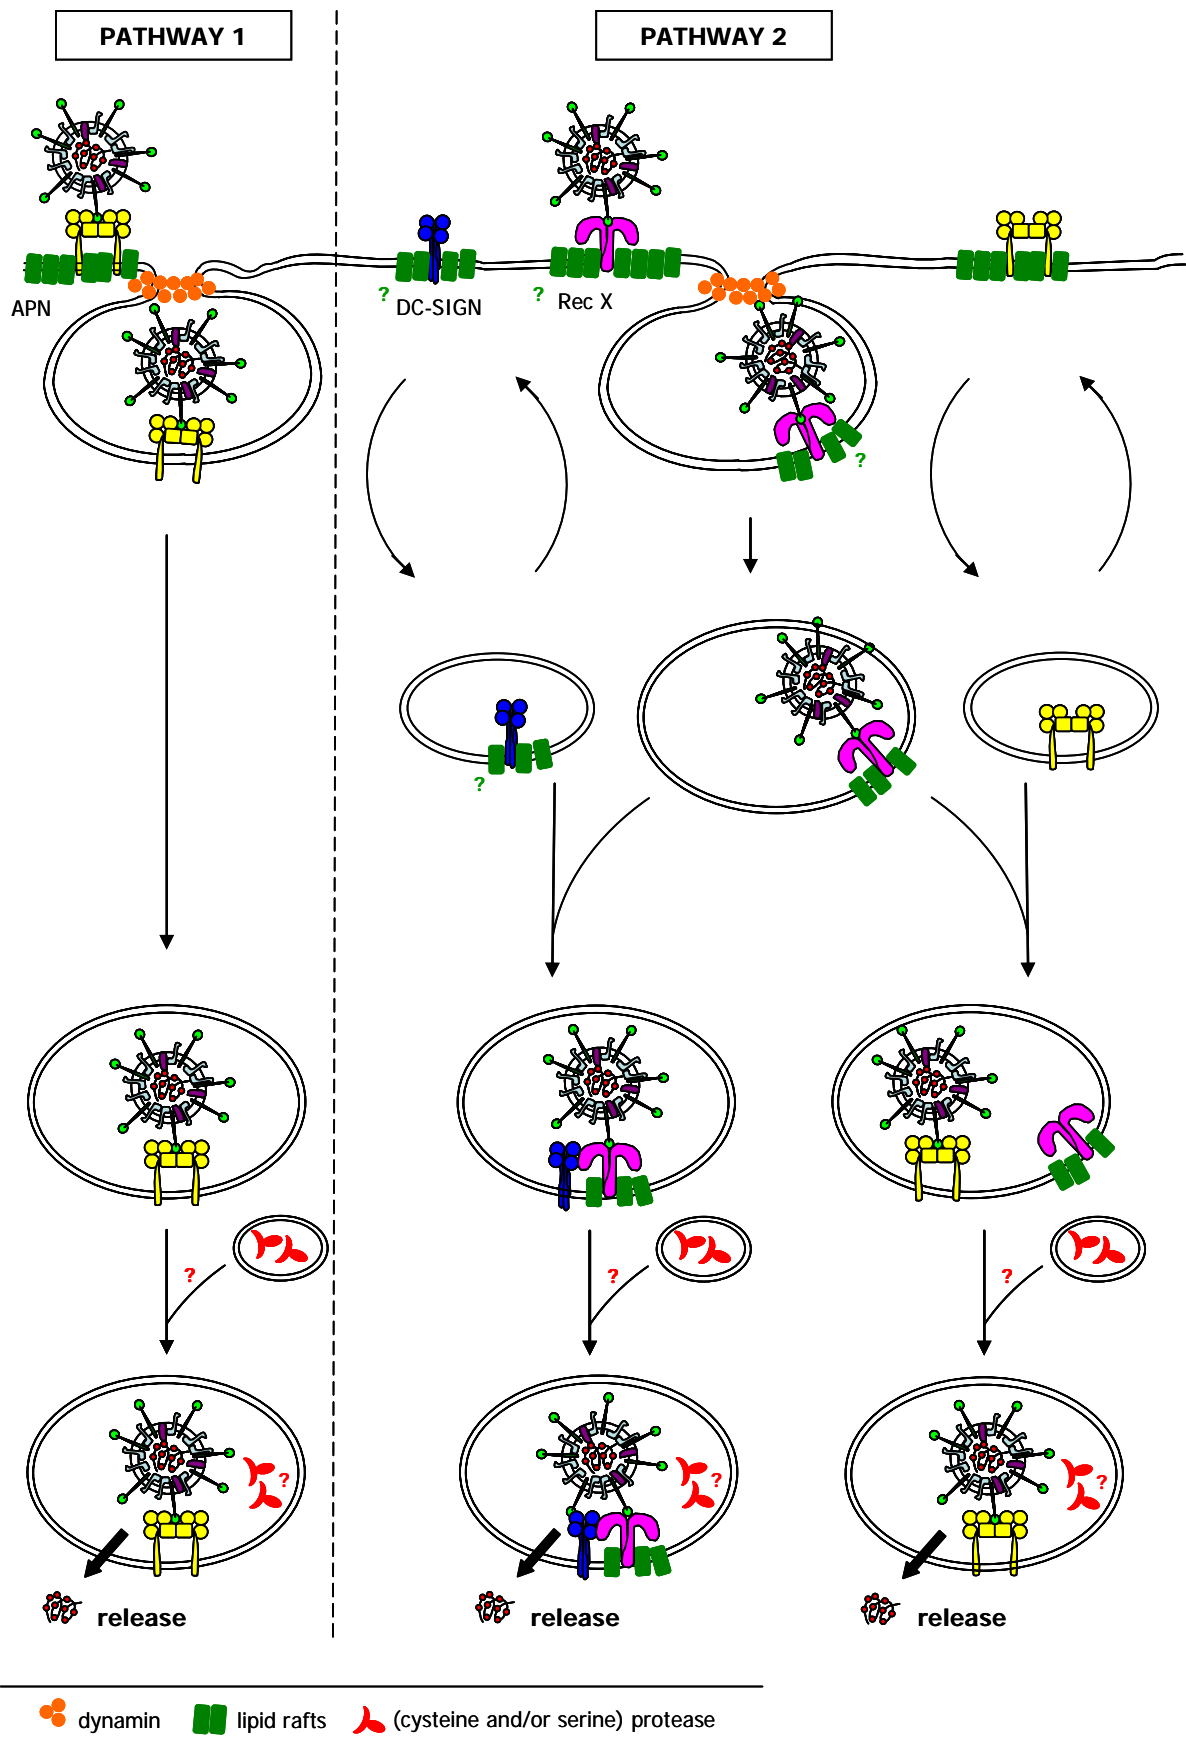 PATHWAY 1
PATHWAY 2
APN
? DC-SIGN
? Rec X
?
?
?
?
?
?
?
?
release
release
release
dynamin
lipid rafts
(cysteine and/or serine) protease